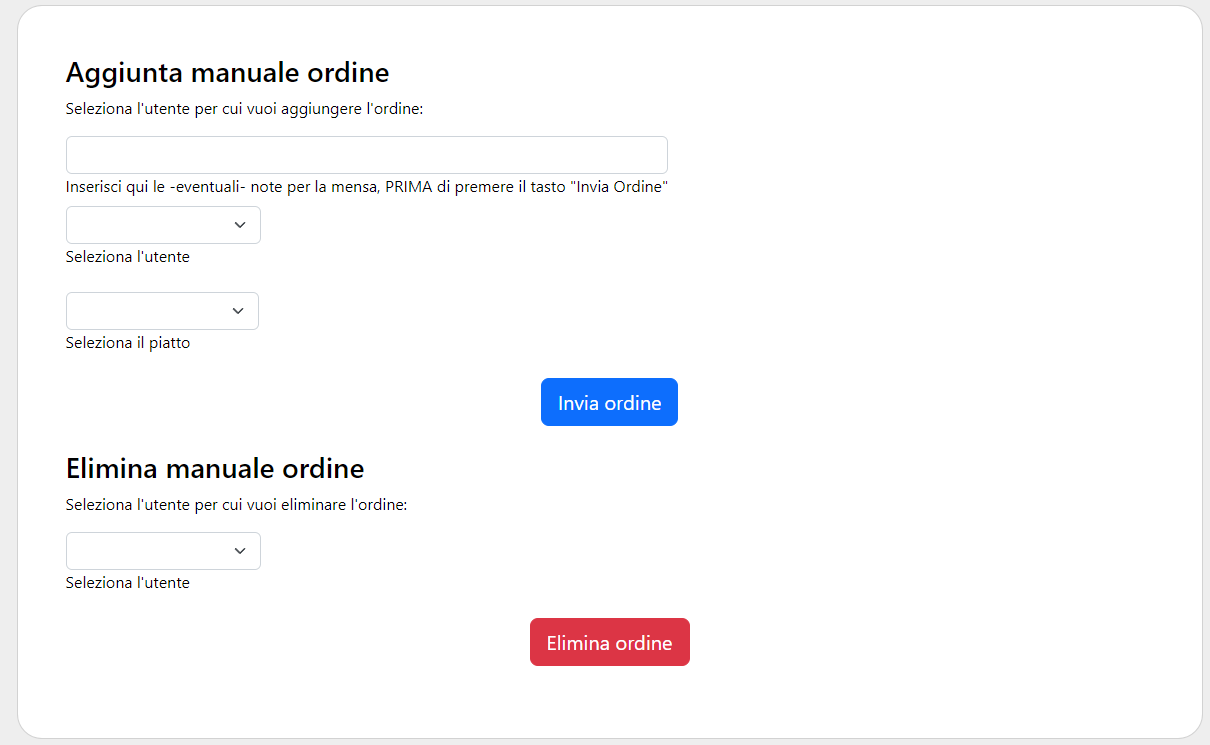 Aggiunta manuale ordine
Seleziona l'utente per cui vuoi aggiungere l'ordine:
Inserisci qui le -eventuali- note per la mensa, PRIMA di premere il tasto "Invia Ordine"
Seleziona l'utente
Seleziona il piatto
Invia ordine
Elimina manuale ordine
Seleziona l'utente per cui vuoi eliminare l'ordine:
Seleziona l'utente
Elimina ordine